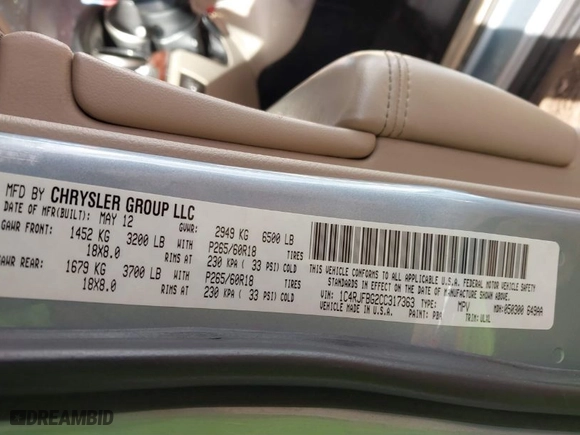 MFD BY CHRYSLER GROUP LLC
DATE OF MFR(BUILT): MAY 12 GVWR: 2949 KG 6500 LB
GAWR FRONT: 1452 KG 3200 LB WITH P265/60R18
18X8.0 RIMS AT 230 KPA ( 33 PSI) COLD
GAWR REAR: 1679 KG 3700 LB WITH P265/60R18
18X8.0 RIMS AT 230 KPA ( 33 PSI) COLD
THIS VEHICLE CONFORMS TO ALL APPLICABLE U.S.A. FEDERAL MOTOR VEHICLE SAFETY
STANDARDS IN EFFECT ON THE DATE OF MANUFACTURE SHOWN ABOVE.
VIN: 1C4RJFBG2CC317363 TYPE: MPV MDH: 050300 649AA
VEHICLE MADE IN U.S.A. PAINT: TRIM:
DREAMBID